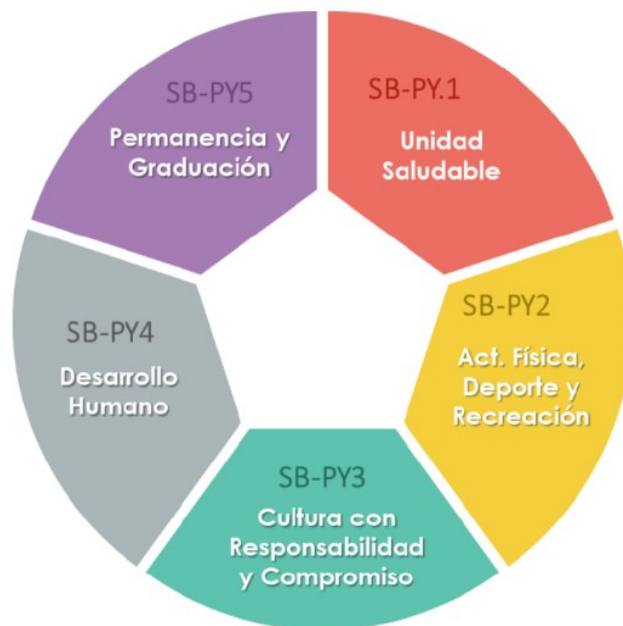 SB-PY.1
Unidad
Saludable
SB-PY2
Act. Física,
Deporte y
Recreación
SB-PY3
Cultura con
Responsabilidad
y Compromiso
SB-PY4
Desarrollo
Humano
SB-PY5
Permanencia y
Graduación